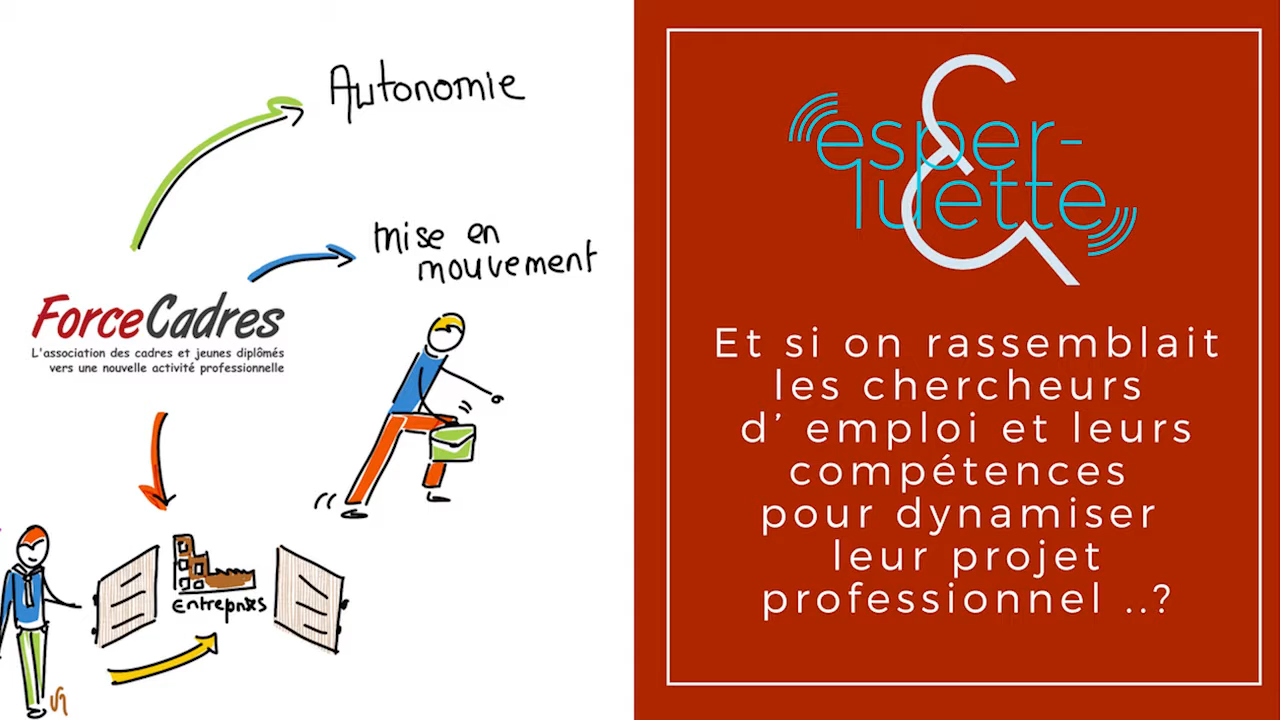 Autonomie
mise en
mouvement
ForceCadres
L'association des cadres et jeunes diplômés
vers une nouvelle activité professionnelle
Entreprises
esper-
luette
&
Et si on rassemblait
les chercheurs
d’ emploi et leurs
compétences
pour dynamiser
leur projet
professionnel ..?